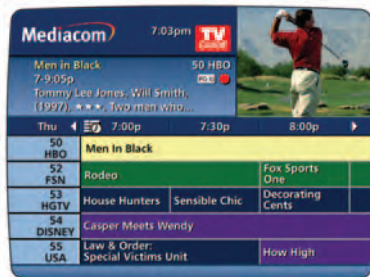 Mediacom
7:03pm
TV
GUIDE
Men in Black 50 HBO
7-9:05p PG13
Tommy Lee Jones, Will Smith,
(1997), ★★★, Two man who...
Thu 7:00p 7:30p 8:00p
50 HBO Men In Black
52 FSN Rodeo Fox Sports One
53 HGTV House Hunters Sensible Chic Decorating Cents
54 DISNEY Casper Meets Wendy
55 USA Law & Order: Special Victims Unit How High